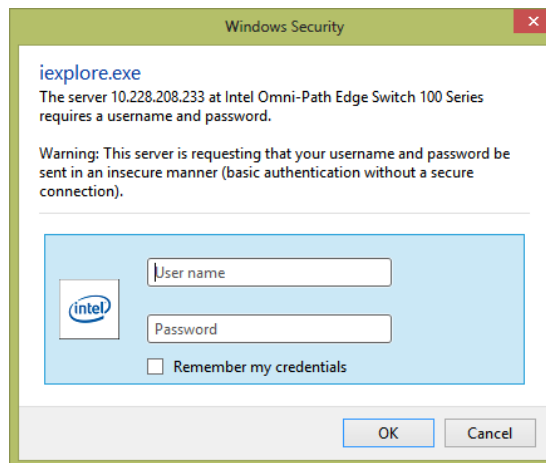 Windows Security
iexplore.exe
The server 10.228.208.233 at Intel Omni-Path Edge Switch 100 Series
requires a username and password.
Warning: This server is requesting that your username and password be
sent in an insecure manner (basic authentication without a secure
connection).
User name
intel
Password
Remember my credentials
OK
Cancel